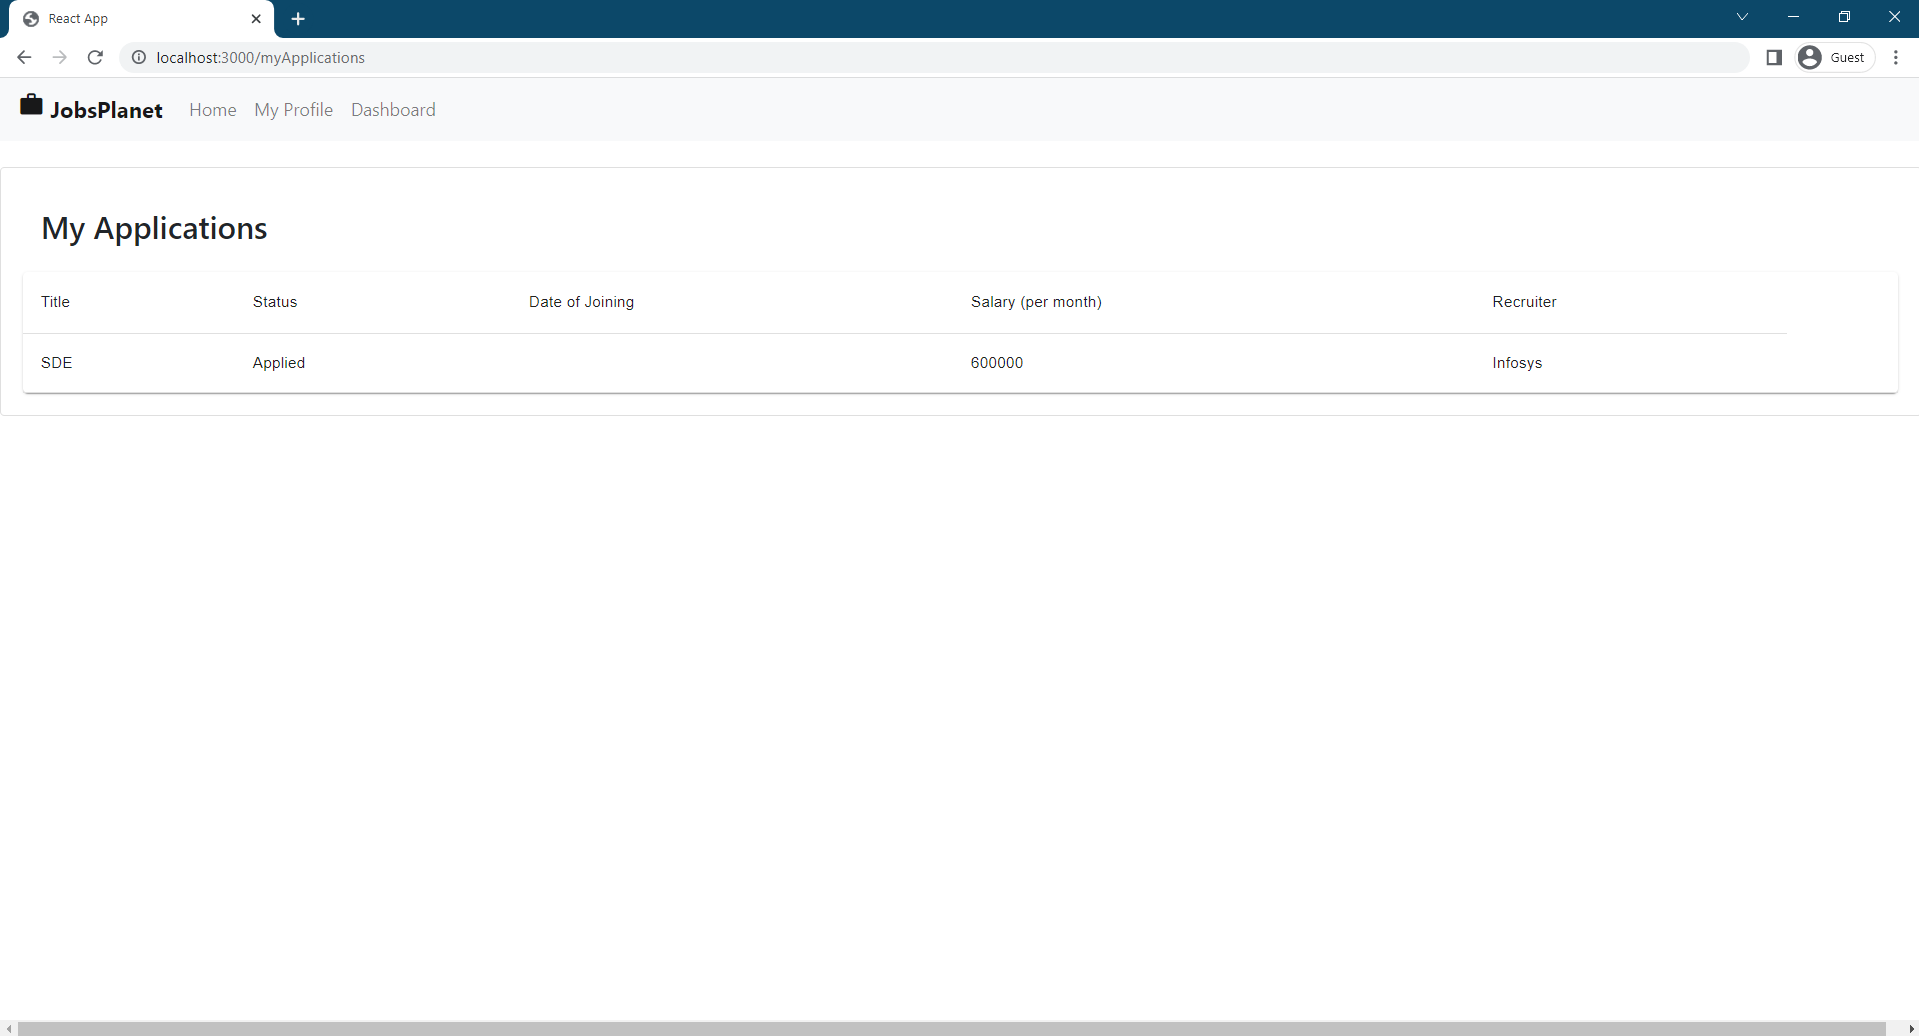 React App
localhost:3000/myApplications
Guest
JobsPlanet Home My Profile Dashboard
My Applications
Title Status Date of Joining Salary (per month) Recruiter
SDE Applied 600000 Infosys